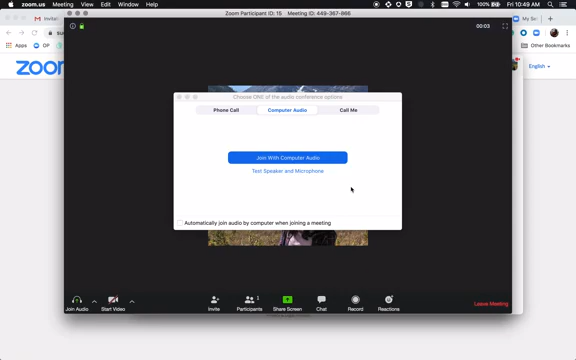 zoom.us Meeting View Edit Window Help
100% Fri 10:49 AM
Zoom Participant ID: 15 Meeting ID: 449-367-866
00:03
Apps OP
Other Bookmarks
zoom
English
Choose ONE of the audio conference options
Phone Call Computer Audio Call Me
Join With Computer Audio
Test Speaker and Microphone
Automatically join audio by computer when joining a meeting
1
Join Audio Start Video Invite Participants Share Screen Chat Record Reactions Leave Meeting